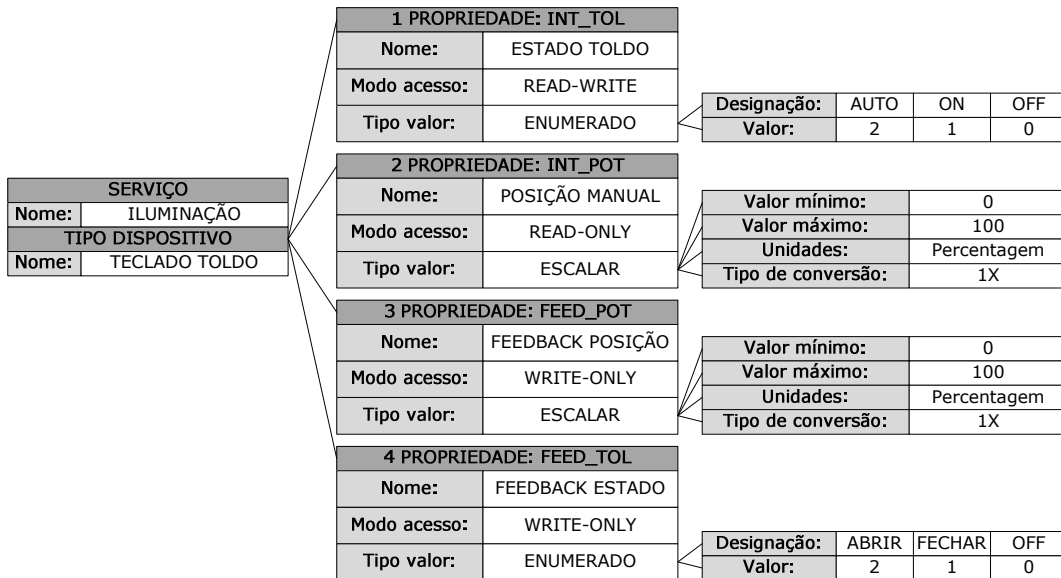 1 PROPRIEDADE: INT_TOL
Nome: ESTADO TOLDO
Modo acesso: READ-WRITE
Tipo valor: ENUMERADO
Designação: AUTO ON OFF
Valor: 2 1 0
SERVIÇO
Nome: ILUMINAÇÃO
TIPO DISPOSITIVO
Nome: TECLADO TOLDO
2 PROPRIEDADE: INT_POT
Nome: POSIÇÃO MANUAL
Modo acesso: READ-ONLY
Tipo valor: ESCALAR
Valor mínimo: 0
Valor máximo: 100
Unidades: Percentagem
Tipo de conversão: 1X
3 PROPRIEDADE: FEED_POT
Nome: FEEDBACK POSIÇÃO
Modo acesso: WRITE-ONLY
Tipo valor: ESCALAR
Valor mínimo: 0
Valor máximo: 100
Unidades: Percentagem
Tipo de conversão: 1X
4 PROPRIEDADE: FEED_TOL
Nome: FEEDBACK ESTADO
Modo acesso: WRITE-ONLY
Tipo valor: ENUMERADO
Designação: ABRIR FECHAR OFF
Valor: 2 1 0